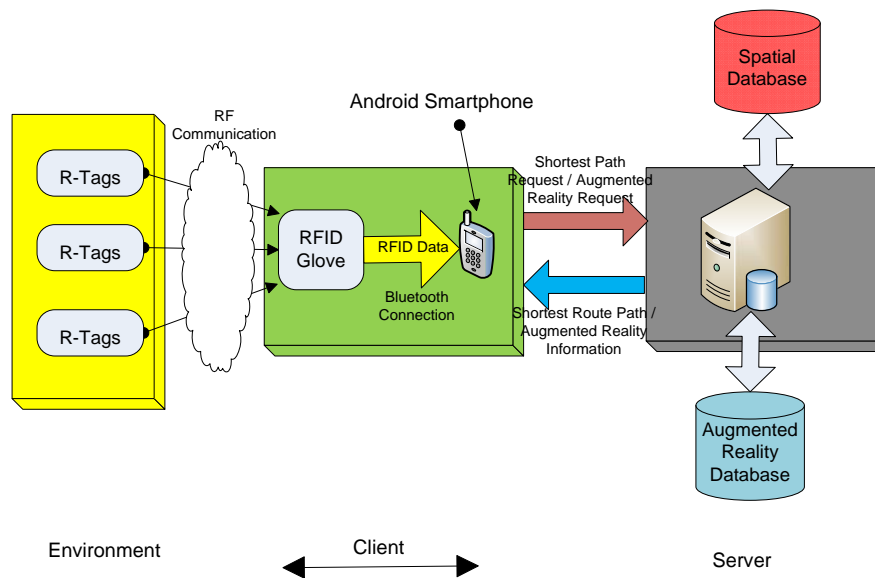 Spatial
Database
Android Smartphone
RF
Communication
Shortest Path
Request / Augmented
Reality Request
R-Tags
R-Tags
R-Tags
RFID
Glove
RFID Data
Bluetooth
Connection
Shortest Route Path /
Augmented Reality
Information
Augmented
Reality
Database
Environment
Client
Server